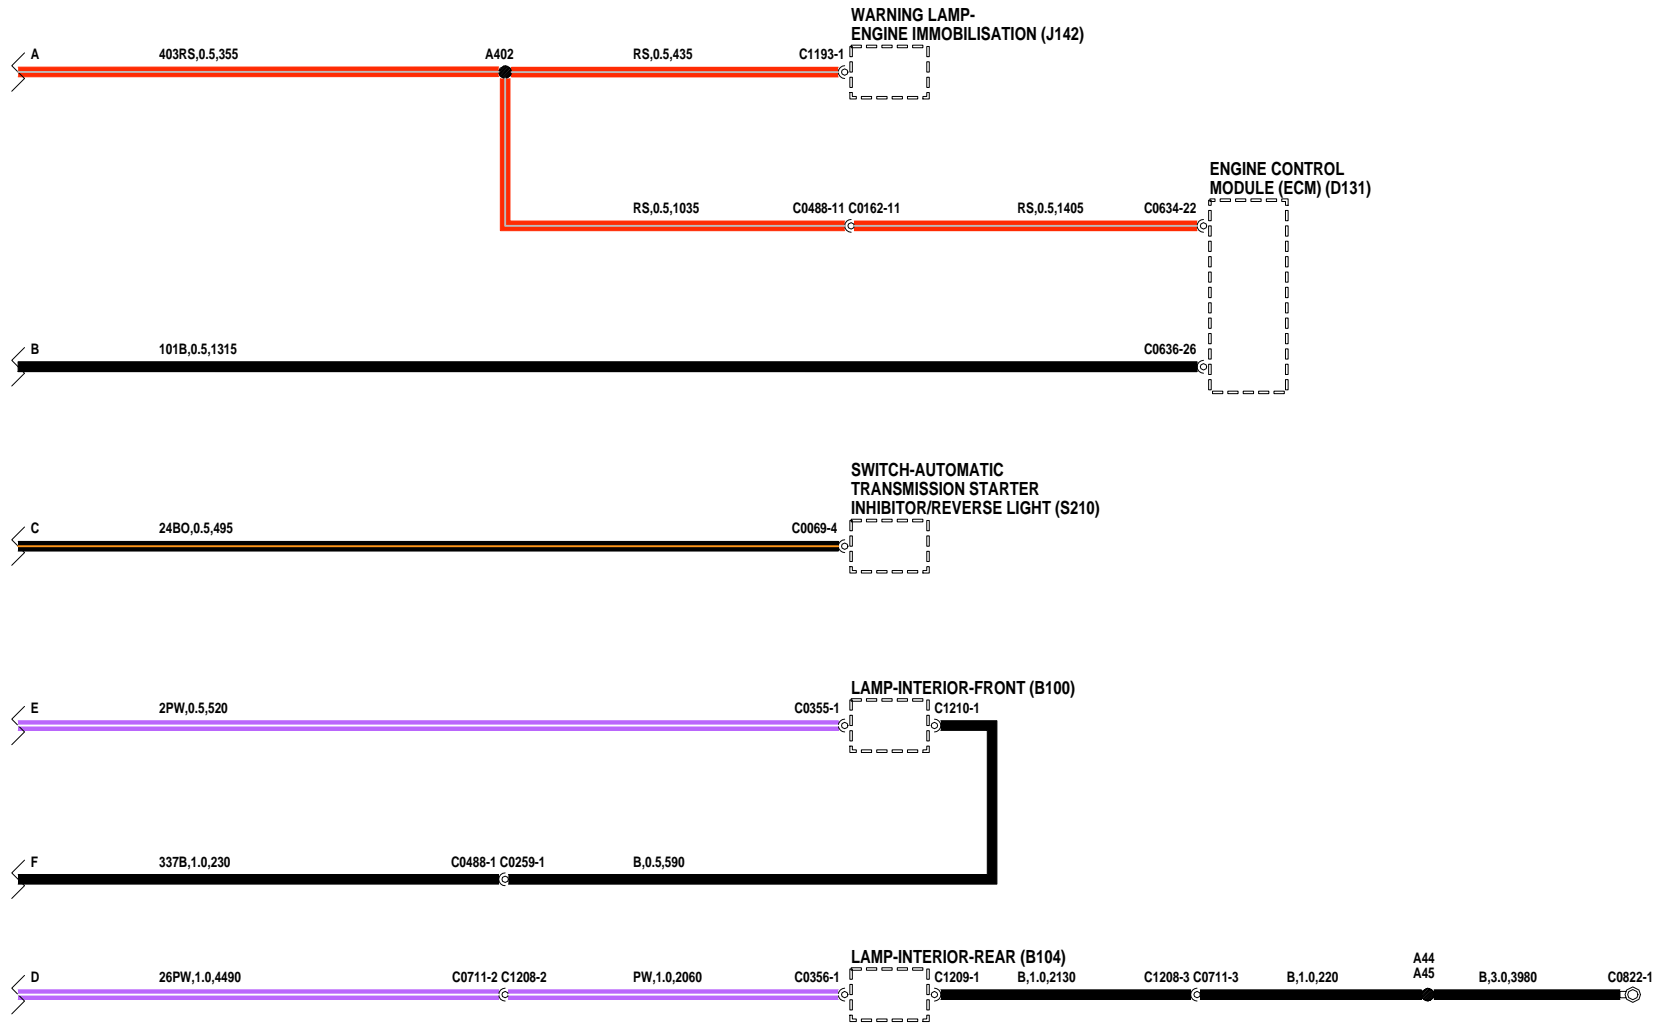 WARNING LAMP-
ENGINE IMMOBILISATION (J142)
A 403RS,0.5,355 A402 RS,0.5,435 C1193-1
ENGINE CONTROL
MODULE (ECM) (D131)
RS,0.5,1035 C0488-11 C0162-11 RS,0.5,1405 C0634-22
B 101B,0.5,1315 C0636-26
SWITCH-AUTOMATIC
TRANSMISSION STARTER
INHIBITOR/REVERSE LIGHT (S210)
C 24BO,0.5,495 C0069-4
LAMP-INTERIOR-FRONT (B100)
E 2PW,0.5,520 C0355-1 C1210-1
F 337B,1.0,230 C0488-1 C0259-1 B,0.5,590
LAMP-INTERIOR-REAR (B104)
A44
D 26PW,1.0,4490 C0711-2 C1208-2 PW,1.0,2060 C0356-1 C1209-1 B,1.0,2130 C1208-3 C0711-3 B,1.0,220 A45 B,3.0,3980 C0822-1